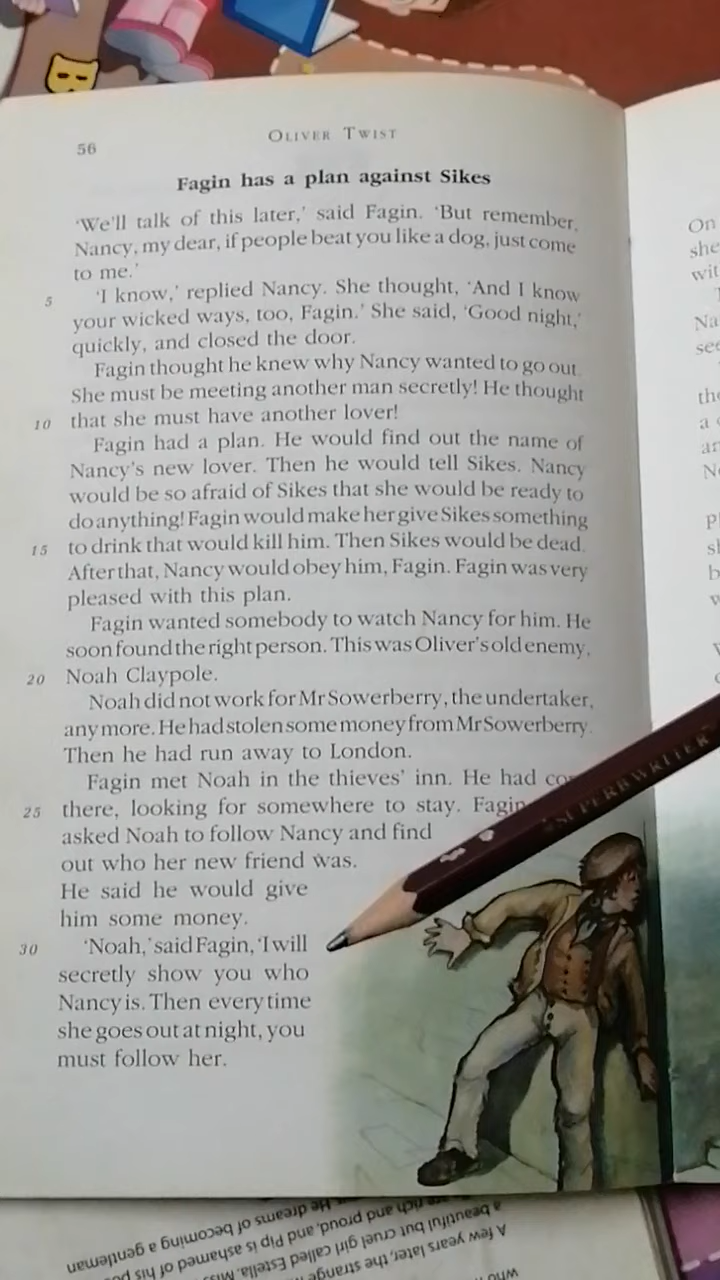 56
OLIVER TWIST
Fagin has a plan against Sikes
'We'll talk of this later,' said Fagin. 'But remember,
Nancy, my dear, if people beat you like a dog, just come
to me.'
5 'I know,' replied Nancy. She thought, 'And I know
your wicked ways, too, Fagin.' She said, 'Good night,'
quickly, and closed the door.
Fagin thought he knew why Nancy wanted to go out.
She must be meeting another man secretly! He thought
10 that she must have another lover!
Fagin had a plan. He would find out the name of
Nancy's new lover. Then he would tell Sikes. Nancy
would be so afraid of Sikes that she would be ready to
do anything! Fagin would make her give Sikes something
15 to drink that would kill him. Then Sikes would be dead.
After that, Nancy would obey him, Fagin. Fagin was very
pleased with this plan.
Fagin wanted somebody to watch Nancy for him. He
soon found the right person. This was Oliver's old enemy,
20 Noah Claypole.
Noah did not work for Mr Sowerberry, the undertaker,
any more. He had stolen some money from Mr Sowerberry.
Then he had run away to London.
Fagin met Noah in the thieves' inn. He had
25 there, looking for somewhere to stay. Fagin
asked Noah to follow Nancy and find
out who her new friend was.
He said he would give
him some money.
30 'Noah,' said Fagin, 'I will
secretly show you who
Nancy is. Then every time
she goes out at night, you
must follow her.
On
she
Na
the
a
SUPERB WRITER
who
A few years later, the strange
a beautiful but cruel girl called Estella.
are rich and proud, and Pip is ashamed of his
He dreams of becoming a gentleman